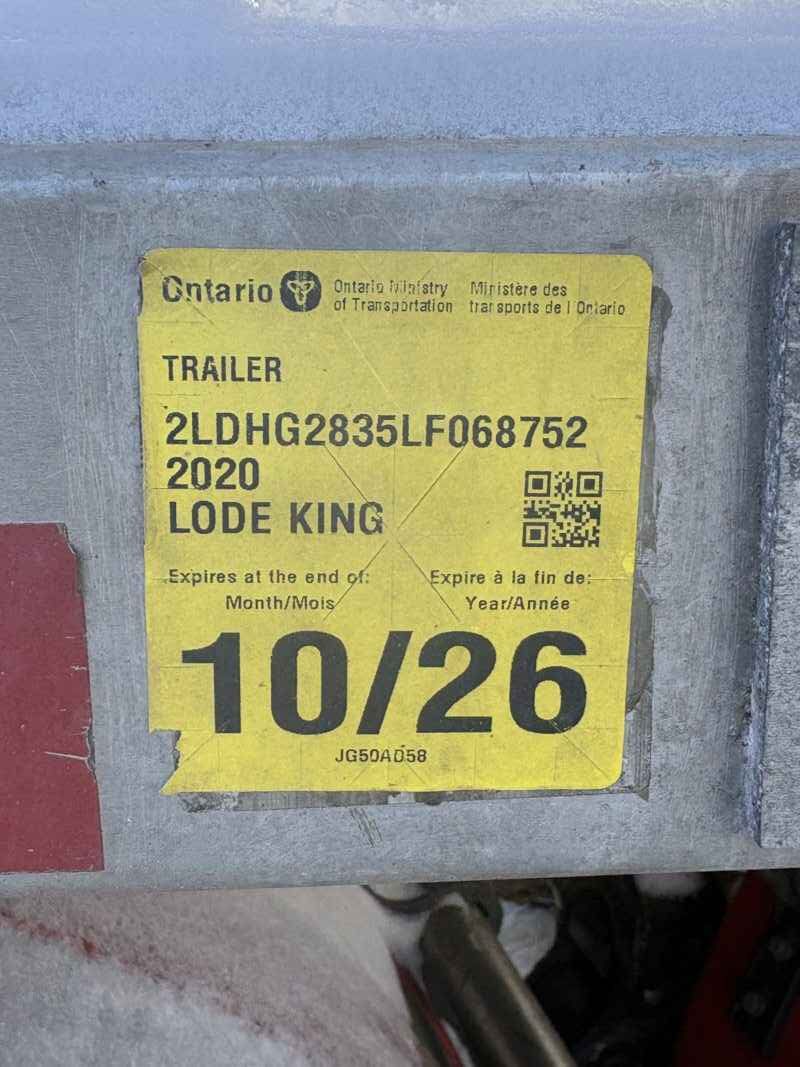 Ontario
Ontario Ministry of Transportation
Ministère des transports de l'Ontario
TRAILER
2LDHG2835LF068752
2020
LODE KING
Expires at the end of: Expire à la fin de:
Month/Mois Year/Année
10/26
JG50AD58